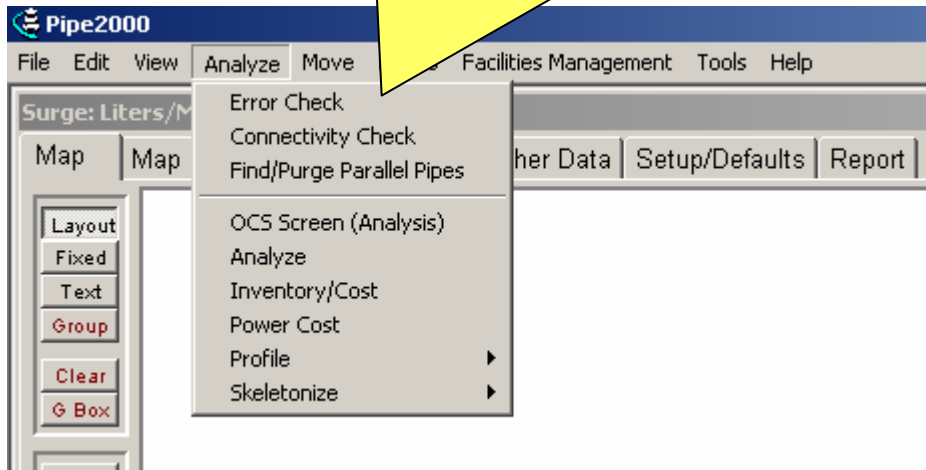 Pipe2000
File Edit View Analyze Move Facilities Management Tools Help
Surge: Liters/M
Map Map her Data Setup/Defaults Report
Error Check
Connectivity Check
Find/Purge Parallel Pipes
OCS Screen (Analysis)
Analyze
Inventory/Cost
Power Cost
Profile
Skeletonize
Layout
Fixed
Text
Group
Clear
G Box